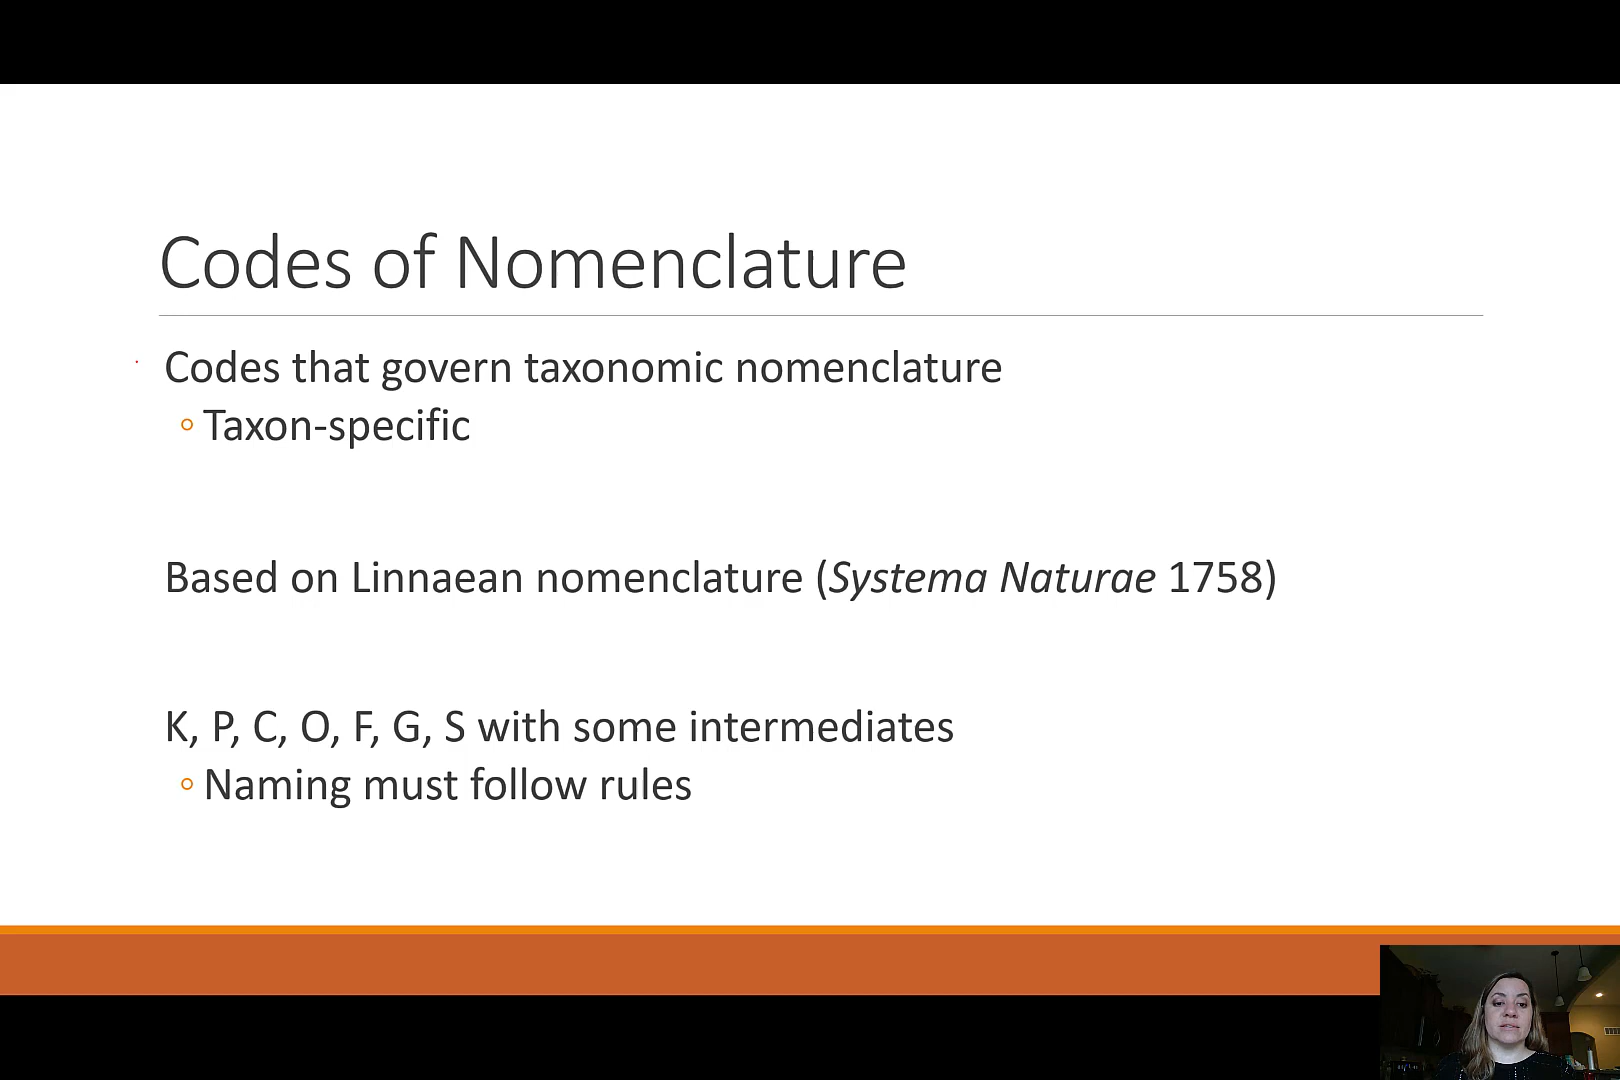 Codes of Nomenclature
Codes that govern taxonomic nomenclature
Taxon-specific
Based on Linnaean nomenclature (Systema Naturae 1758)
K, P, C, O, F, G, S with some intermediates
Naming must follow rules